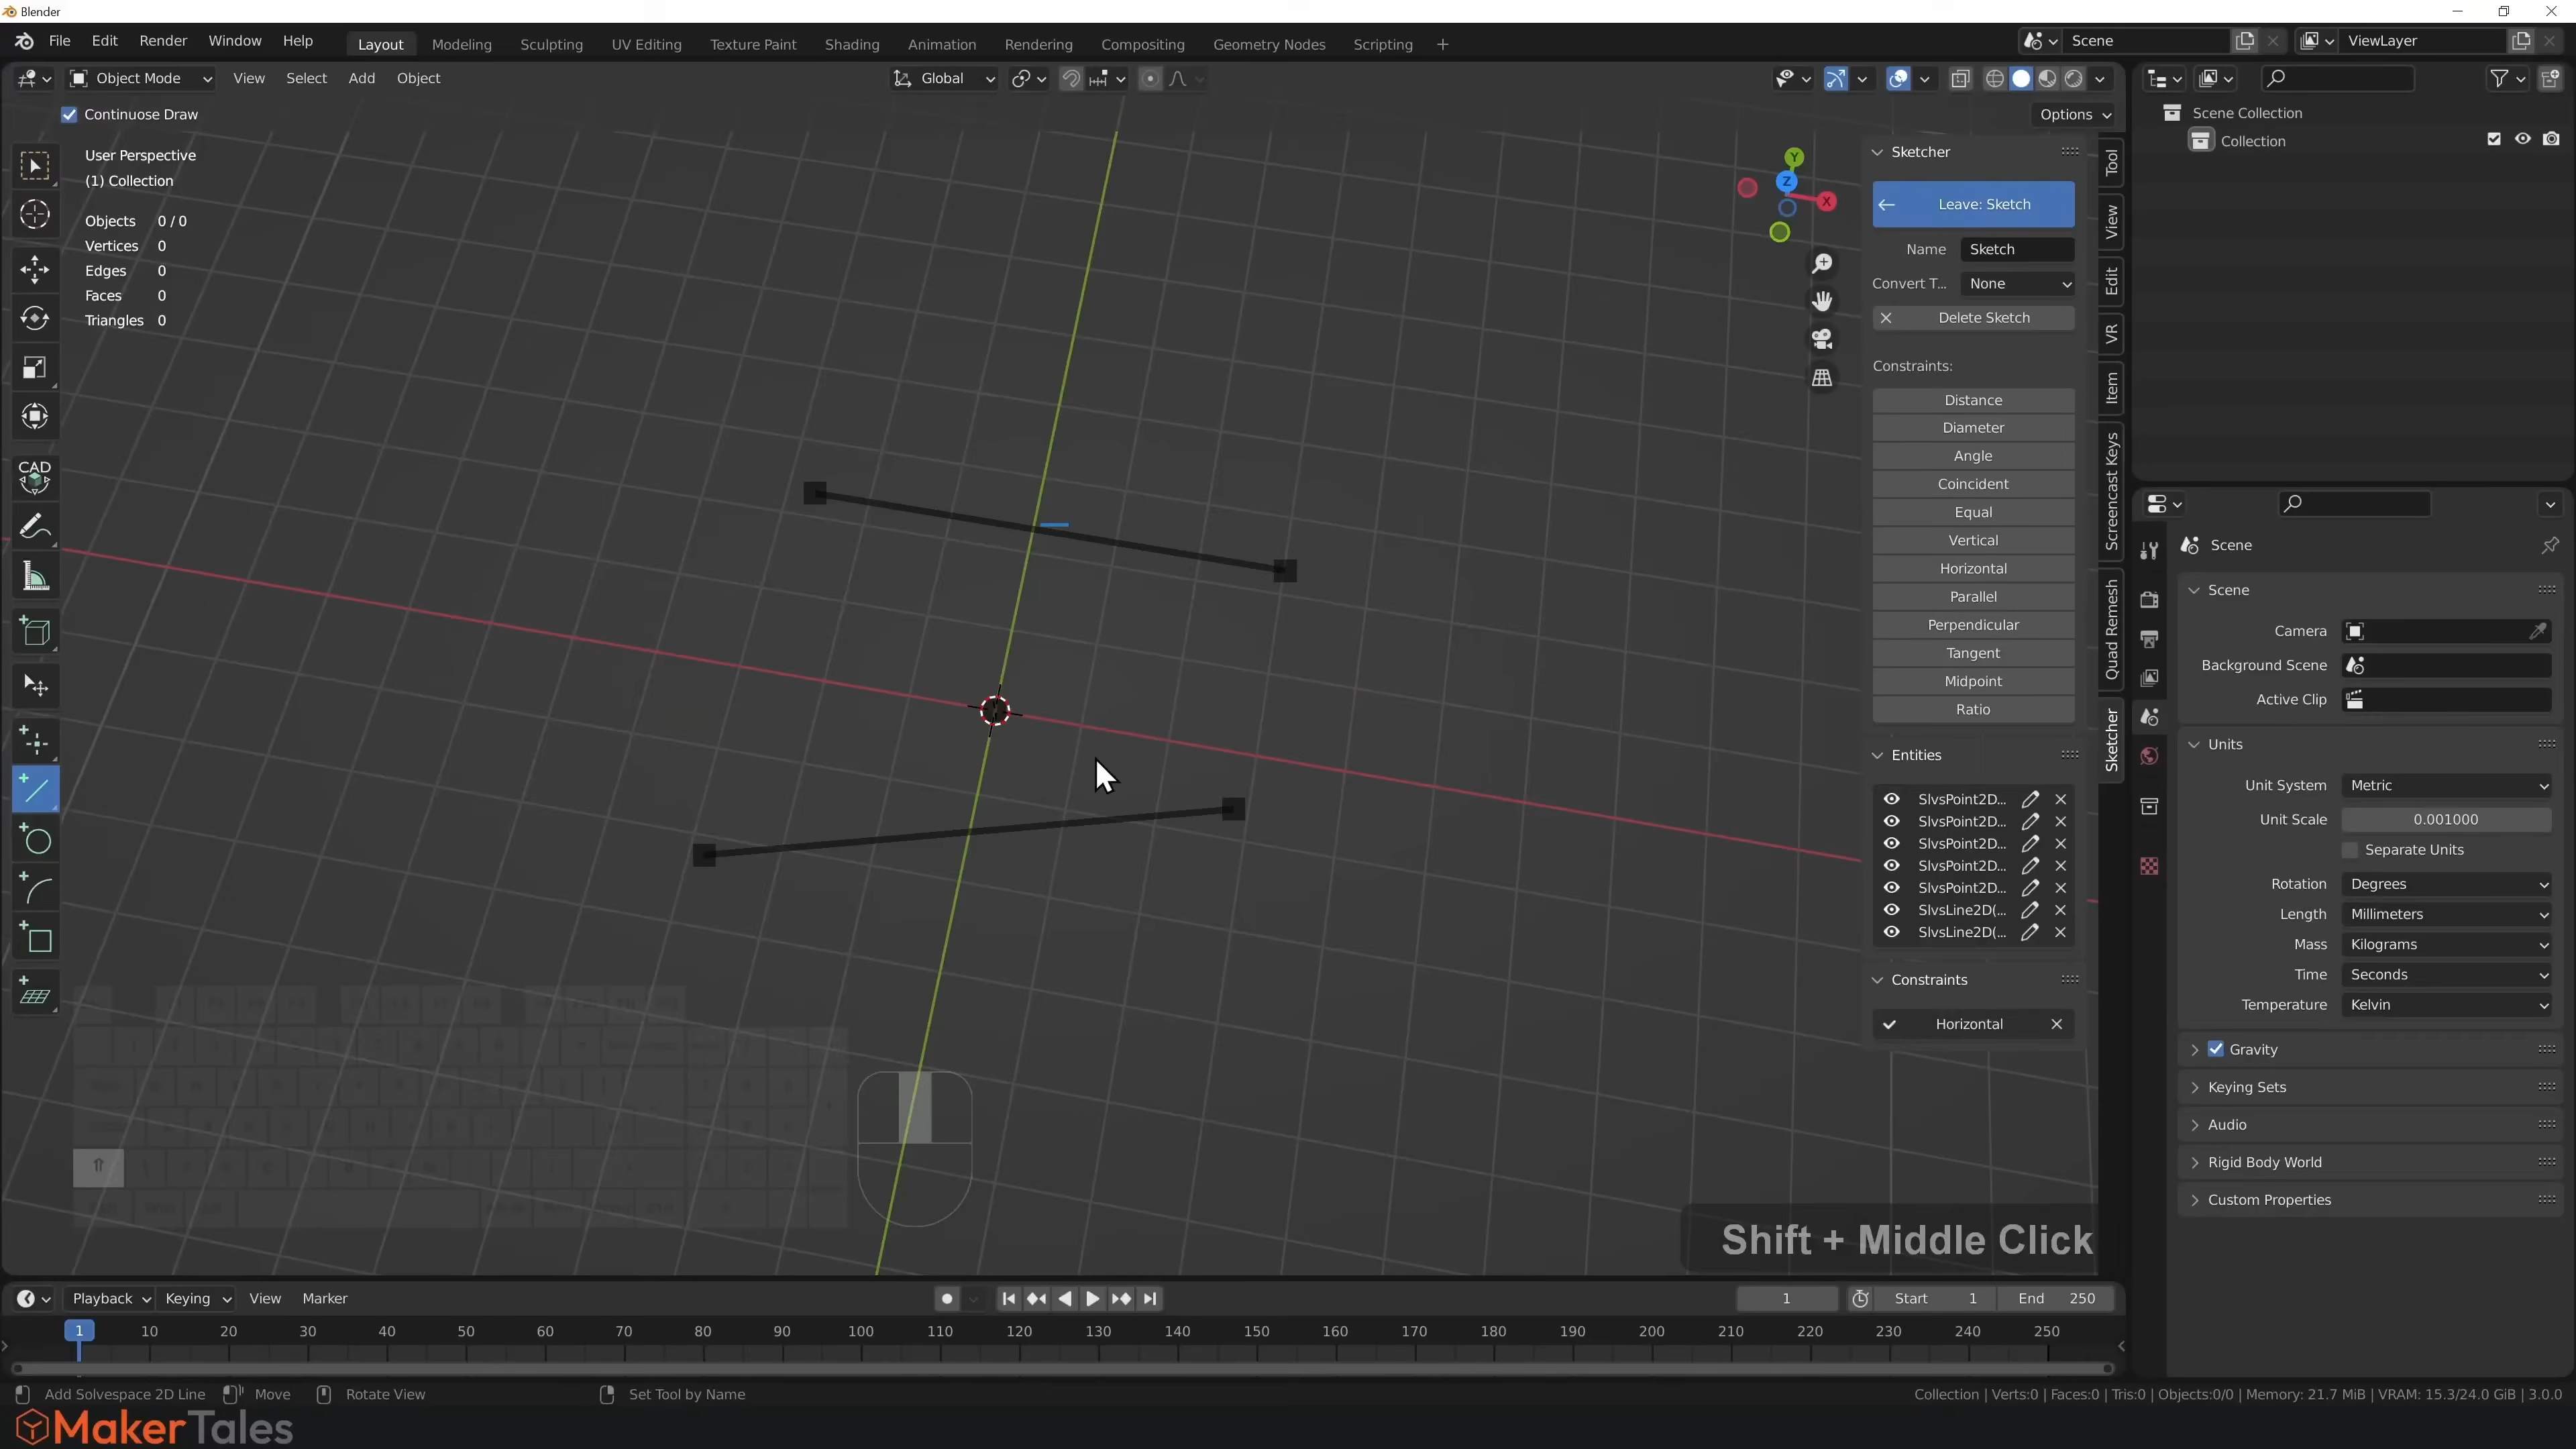 Blender
File Edit Render Window Help Layout Modeling Sculpting UV Editing Texture Paint Shading Animation Rendering Compositing Geometry Nodes Scripting + Scene ViewLayer
Object Mode View Select Add Object Global
Continuose Draw Options
User Perspective
(1) Collection
Objects 0 / 0
Vertices 0
Edges 0
Faces 0
Triangles 0
CAD
Y
Z
X
Sketcher
Leave: Sketch
Name Sketch
Convert T... None
Delete Sketch
Constraints:
Distance
Diameter
Angle
Coincident
Equal
Vertical
Horizontal
Parallel
Perpendicular
Tangent
Midpoint
Ratio
Entities
SlvsPoint2D...
SlvsPoint2D...
SlvsPoint2D...
SlvsPoint2D...
SlvsPoint2D...
SlvsLine2D(...
SlvsLine2D(...
Constraints
Horizontal
Tool
View
Edit
VR
Item
Screencast Keys
Quad Remesh
Sketcher
Scene Collection
Collection
Scene
Scene
Camera
Background Scene
Active Clip
Units
Unit System Metric
Unit Scale 0.001000
Separate Units
Rotation Degrees
Length Millimeters
Mass Kilograms
Time Seconds
Temperature Kelvin
Gravity
Keying Sets
Audio
Rigid Body World
Custom Properties
Shift + Middle Click
Playback Keying View Marker 1 Start 1 End 250
1 10 20 30 40 50 60 70 80 90 100 110 120 130 140 150 160 170 180 190 200 210 220 230 240 250
Add Solvespace 2D Line Move Rotate View Set Tool by Name Collection | Verts:0 | Faces:0 | Tris:0 | Objects:0/0 | Memory: 21.7 MiB | VRAM: 15.3/24.0 GiB | 3.0.0
MakerTales